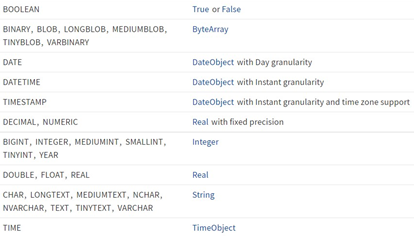 BOOLEAN True or False
BINARY, BLOB, LONGBLOB, MEDIUMBLOB, ByteArray
TINYBLOB, VARBINARY
DATE DateObject with Day granularity
DATETIME DateObject with Instant granularity
TIMESTAMP DateObject with Instant granularity and time zone support
DECIMAL, NUMERIC Real with fixed precision
BIGINT, INTEGER, MEDIUMINT, SMALLINT, Integer
TINYINT, YEAR
DOUBLE, FLOAT, REAL Real
CHAR, LONGTEXT, MEDIUMTEXT, NCHAR, String
NVARCHAR, TEXT, TINYTEXT, VARCHAR
TIME TimeObject